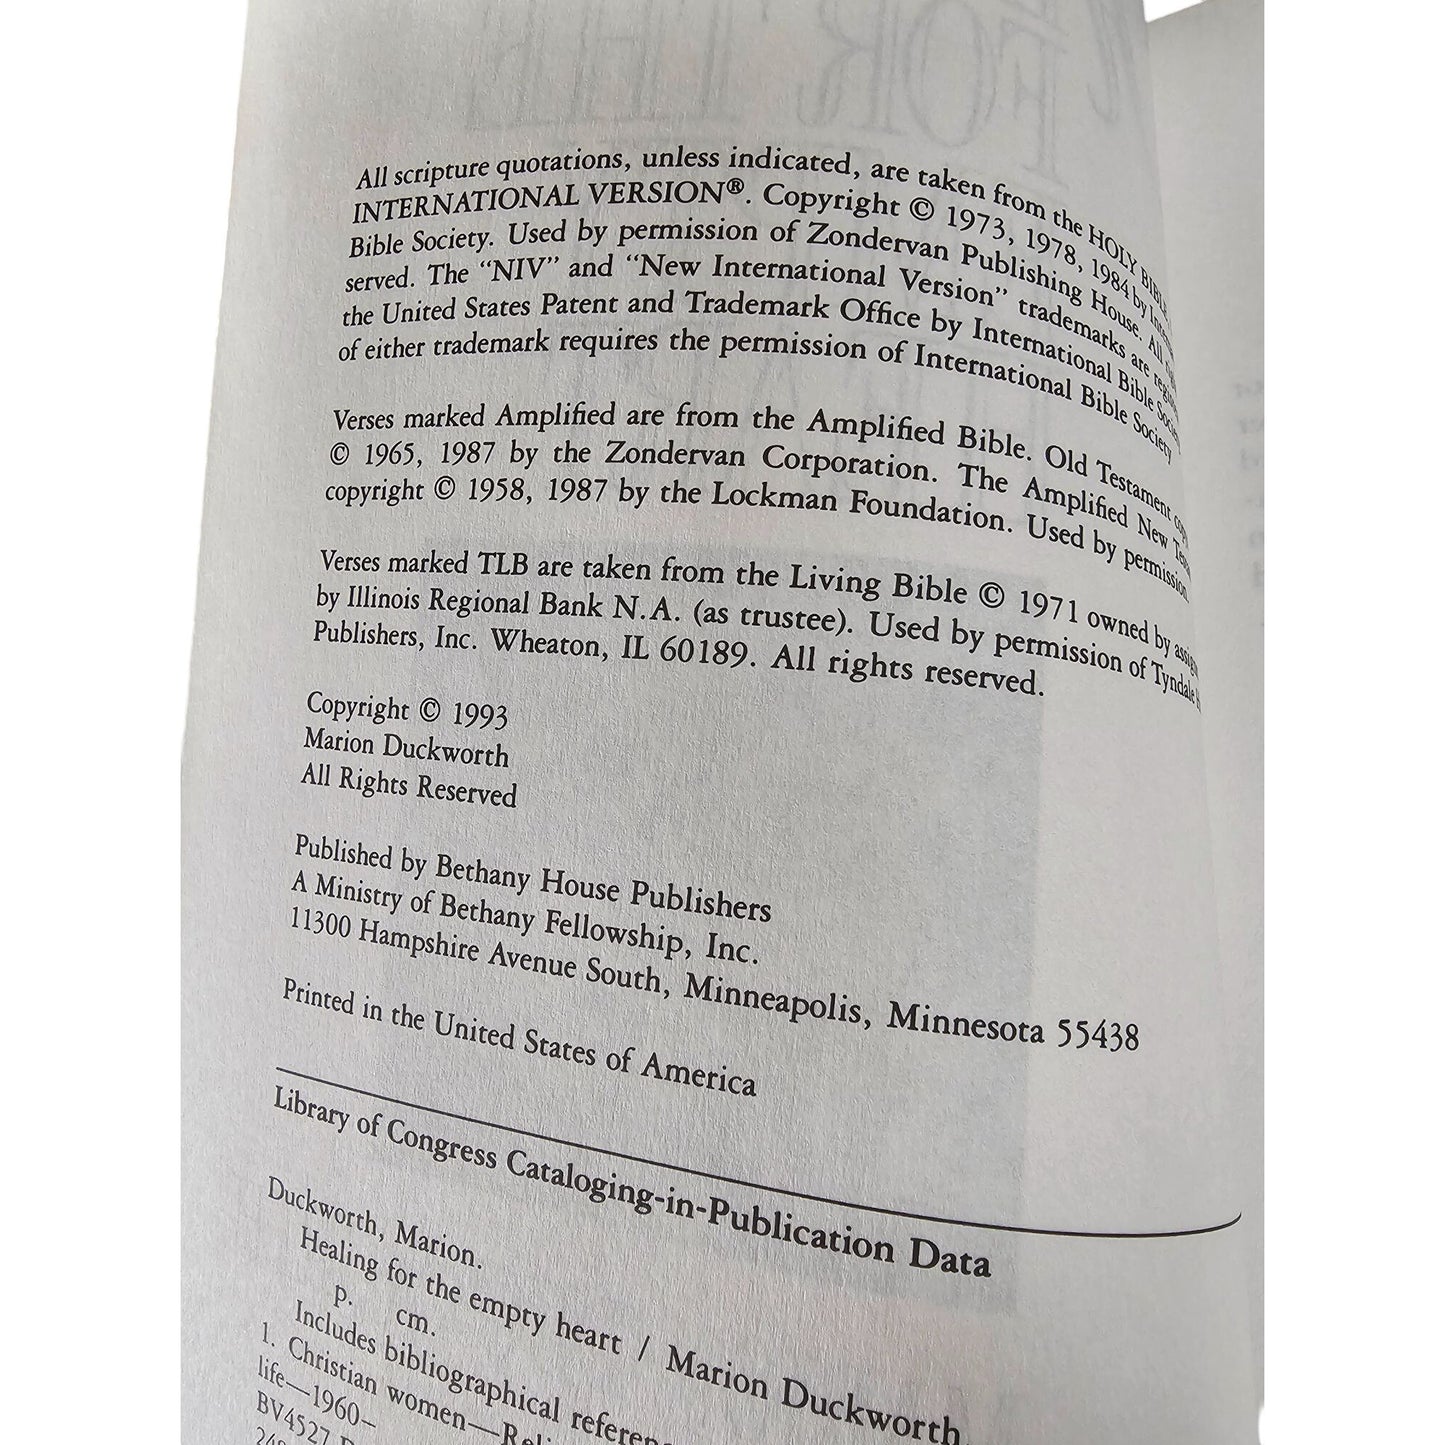 All scripture quotations, unless indicated, are taken from the HOLY BIBLE,
INTERNATIONAL VERSION®. Copyright © 1973, 1978, 1984 by
Bible Society. Used by permission of Zondervan Publishing House. All
served. The “NIV” and “New International Version” trademarks are
the United States Patent and Trademark Office by International Bible
of either trademark requires the permission of International Bible Society
Verses marked Amplified are from the Amplified Bible. Old Testament
© 1965, 1987 by the Zondervan Corporation. The Amplified New
copyright © 1958, 1987 by the Lockman Foundation. Used by permission.
Verses marked TLB are taken from the Living Bible © 1971 owned by
by Illinois Regional Bank N.A. (as trustee). Used by permission of Tyndale
Publishers, Inc. Wheaton, IL 60189. All rights reserved.
Copyright © 1993
Marion Duckworth
All Rights Reserved
Published by Bethany House Publishers
A Ministry of Bethany Fellowship, Inc.
11300 Hampshire Avenue South, Minneapolis, Minnesota 55438
Printed in the United States of America
Library of Congress Cataloging-in-Publication Data
Duckworth, Marion.
Healing for the empty heart / Marion Duckworth.
p. cm.
Includes bibliographical
1. Christian women—
life—1960–
BV4527